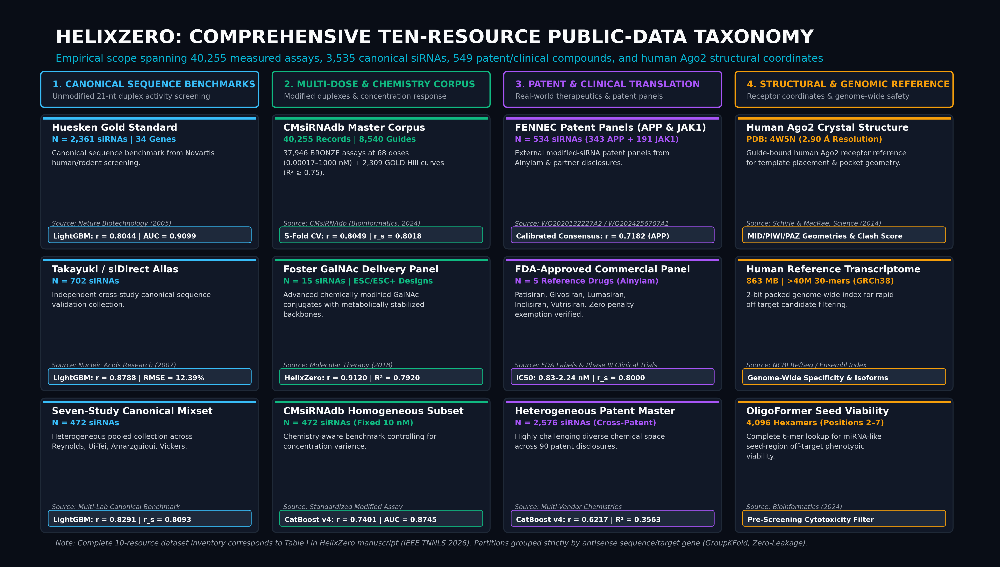 HELIXZERO: COMPREHENSIVE TEN-RESOURCE PUBLIC-DATA TAXONOMY
Empirical scope spanning 40,255 measured assays, 3,535 canonical siRNAs, 549 patent/clinical compounds, and human Ago2 structural coordinates
1. CANONICAL SEQUENCE BENCHMARKS
Unmodified 21-nt duplex activity screening
Huesken Gold Standard
N = 2,361 siRNAs | 34 Genes
Canonical sequence benchmark from Novartis
human/rodent screening.
Source: Nature Biotechnology (2005)
LightGBM: r = 0.8044 | AUC = 0.9099
Takayuki / siDirect Alias
N = 702 siRNAs
Independent cross-study canonical sequence
validation collection.
Source: Nucleic Acids Research (2007)
LightGBM: r = 0.8788 | RMSE = 12.39%
Seven-Study Canonical Mixset
N = 472 siRNAs
Heterogeneous pooled collection across
Reynolds, Ui-Tei, Amarzguioui, Vickers.
Source: Multi-Lab Canonical Benchmark
LightGBM: r = 0.8291 | r_s = 0.8093
2. MULTI-DOSE & CHEMISTRY CORPUS
Modified duplexes & concentration response
CMsiRNAdb Master Corpus
40,255 Records | 8,540 Guides
37,946 BRONZE assays at 68 doses
(0.00017–1000 nM) + 2,309 GOLD Hill curves
(R² ≥ 0.75).
Source: CMsiRNAdb (Bioinformatics, 2024)
5-Fold CV: r = 0.8049 | r_s = 0.8018
Foster GalNAc Delivery Panel
N = 15 siRNAs | ESC/ESC+ Designs
Advanced chemically modified GalNAc
conjugates with metabolically stabilized
backbones.
Source: Molecular Therapy (2018)
HelixZero: r = 0.9120 | R² = 0.7920
CMsiRNAdb Homogeneous Subset
N = 472 siRNAs (Fixed 10 nM)
Chemistry-aware benchmark controlling for
concentration variance.
Source: Standardized Modified Assay
CatBoost v4: r = 0.7401 | AUC = 0.8745
3. PATENT & CLINICAL TRANSLATION
Real-world therapeutics & patent panels
FENNEC Patent Panels (APP & JAK1)
N = 534 siRNAs (343 APP + 191 JAK1)
External modified-siRNA patent panels from
Alnylam & partner disclosures.
Source: WO2020132227A2 / WO2024256707A1
Calibrated Consensus: r = 0.7182 (APP)
FDA-Approved Commercial Panel
N = 5 Reference Drugs (Alnylam)
Patisiran, Givosiran, Lumasiran,
Inclisiran, Vutrisiran. Zero penalty
exemption verified.
Source: FDA Labels & Phase III Clinical Trials
IC50: 0.83–2.24 nM | r_s = 0.8000
Heterogeneous Patent Master
N = 2,576 siRNAs (Cross-Patent)
Highly challenging diverse chemical space
across 90 patent disclosures.
Source: Multi-Vendor Chemistries
CatBoost v4: r = 0.6217 | R² = 0.3563
4. STRUCTURAL & GENOMIC REFERENCE
Receptor coordinates & genome-wide safety
Human Ago2 Crystal Structure
PDB: 4W5N (2.90 Å Resolution)
Guide-bound human Ago2 receptor reference
for template placement & pocket geometry.
Source: Schirle & MacRae, Science (2014)
MID/PIWI/PAZ Geometries & Clash Score
Human Reference Transcriptome
863 MB | >40M 30-mers (GRCh38)
2-bit packed genome-wide index for rapid
off-target candidate filtering.
Source: NCBI RefSeq / Ensembl Index
Genome-Wide Specificity & Isoforms
OligoFormer Seed Viability
4,096 Hexamers (Positions 2–7)
Complete 6-mer lookup for miRNA-like
seed-region off-target phenotypic
viability.
Source: Bioinformatics (2024)
Pre-Screening Cytotoxicity Filter
Note: Complete 10-resource dataset inventory corresponds to Table I in HelixZero manuscript (IEEE TNNLS 2026). Partitions grouped strictly by antisense sequence/target gene (GroupKFold, Zero-Leakage).